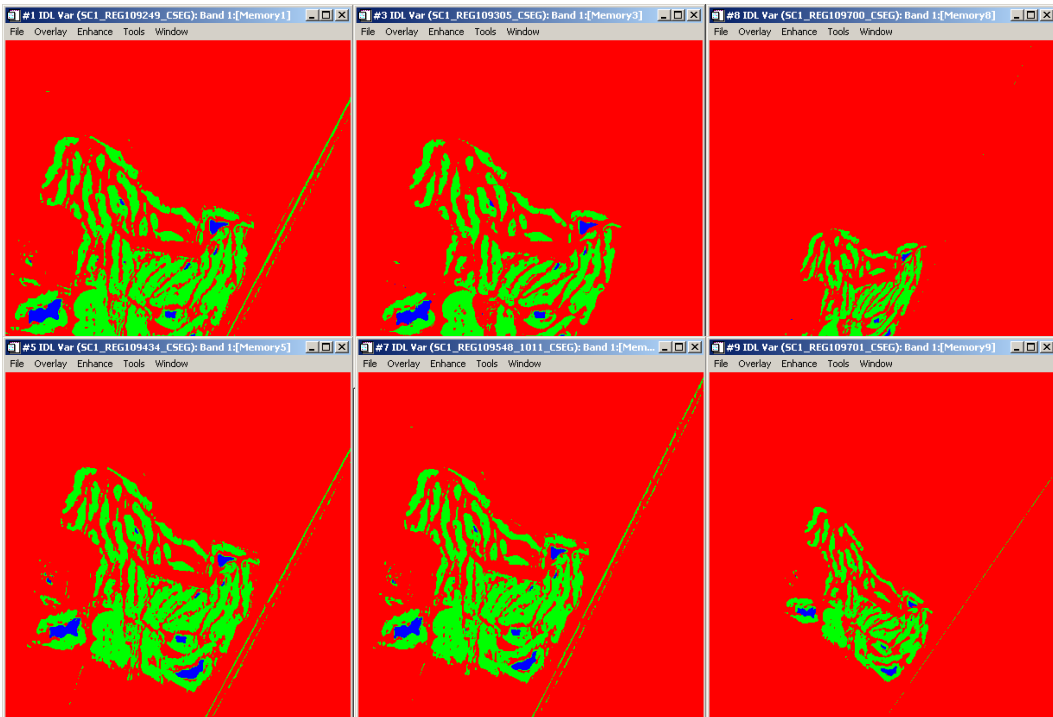 #1 IDL Var (SC1_REG109249_CSEG): Band 1:[Memory1]
File Overlay Enhance Tools Window
#3 IDL Var (SC1_REG109305_CSEG): Band 1:[Memory3]
File Overlay Enhance Tools Window
#8 IDL Var (SC1_REG109700_CSEG): Band 1:[Memory8]
File Overlay Enhance Tools Window
#5 IDL Var (SC1_REG109434_CSEG): Band 1:[Memory5]
File Overlay Enhance Tools Window
#7 IDL Var (SC1_REG109548_1011_CSEG): Band 1:[Mem...
File Overlay Enhance Tools Window
#9 IDL Var (SC1_REG109701_CSEG): Band 1:[Memory9]
File Overlay Enhance Tools Window